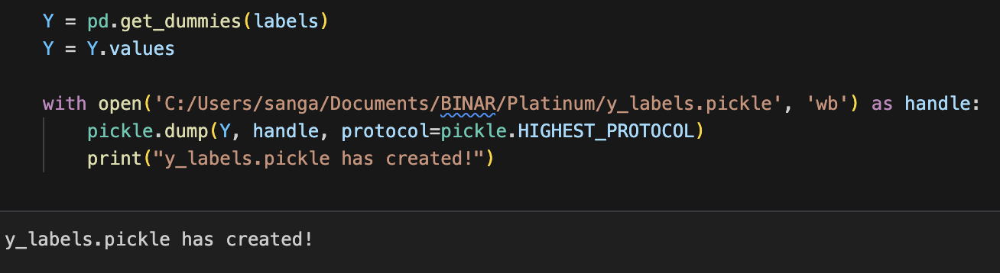 Y = pd.get_dummies(labels)
Y = Y.values
with open('C:/Users/sanga/Documents/BINAR/Platinum/y_labels.pickle', 'wb') as handle:
pickle.dump(Y, handle, protocol=pickle.HIGHEST_PROTOCOL)
print("y_labels.pickle has created!")
y_labels.pickle has created!